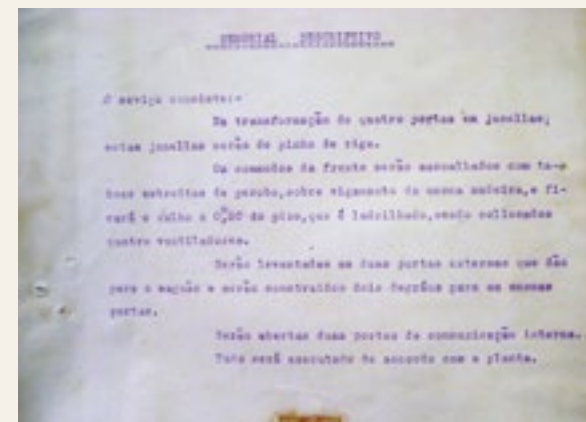 MEMORIAL DESCRIPTIVO
O serviço consiste:-
Da transformação de quatro portas em janellas;
estas janellas serão de pinho de riga.
Os commodos da frente serão assoalhados com ta-
boas estreitas de peroba, sobre vigamento da mesma madeira, e fi-
cará o soalho a 0,20 do piso, que é ladrilhado, sendo collocados
quatro ventiladores.
Serão levantadas as duas portas externas que dão
para o saguão e serão construidos dois degráus para as mesmas
portas.
Serão abertas duas portas de communicação interna.
Tudo será executado de accordo com a planta.